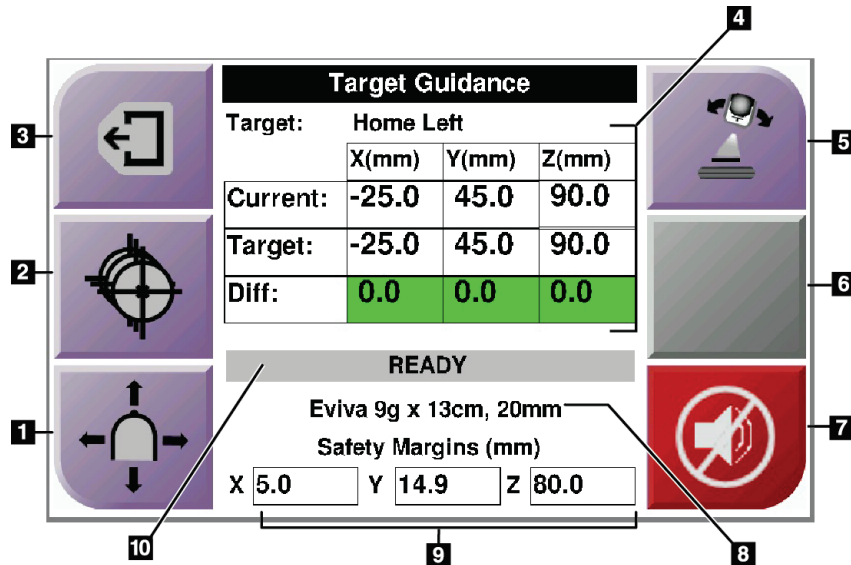 4
Target Guidance
3
Target: Home Left
5
X(mm) Y(mm) Z(mm)
Current: -25.0 45.0 90.0
Target: -25.0 45.0 90.0
2
6
Diff: 0.0 0.0 0.0
READY
1
Eviva 9g x 13cm, 20mm
7
Safety Margins (mm)
X 5.0 Y 14.9 Z 80.0
10
9
8